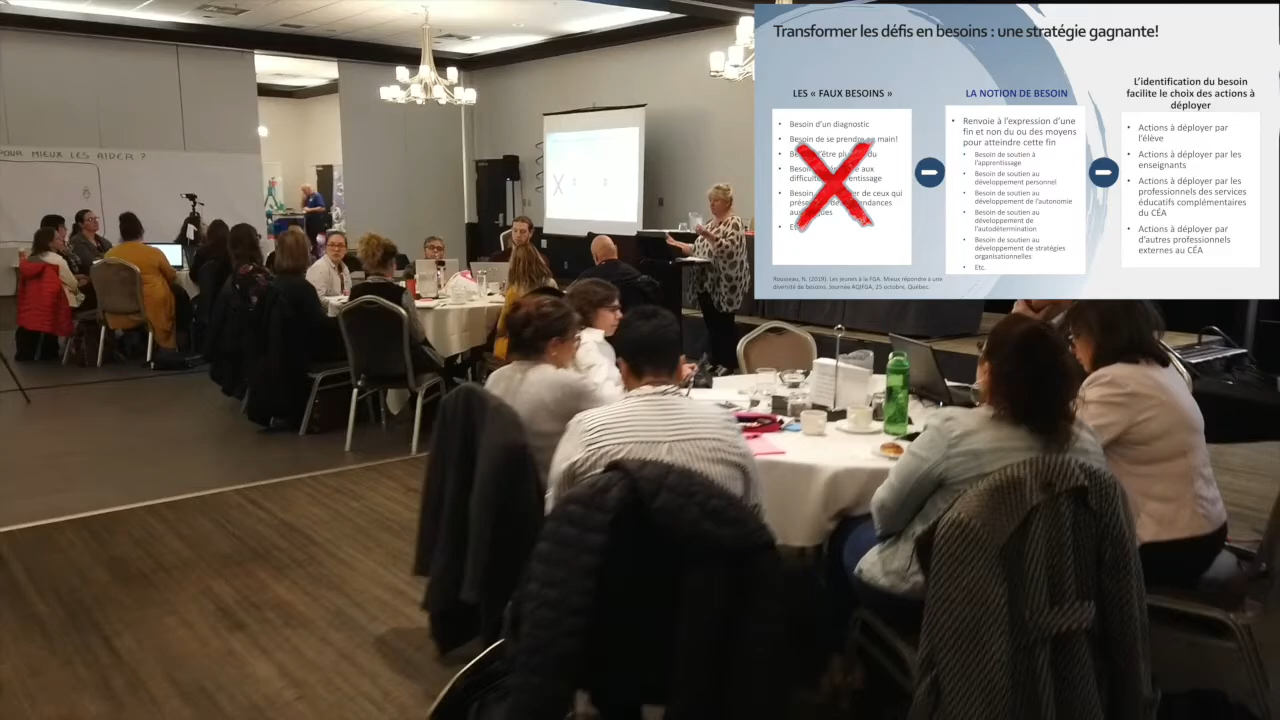 POUR MIEUX LES AIDER ?
Transformer les défis en besoins : une stratégie gagnante!
LES « FAUX BESOINS »
• Besoin d'un diagnostic
• Besoin de se prendre en main!
du
aux
difficul
• Besoin de ceux qui
LA NOTION DE BESOIN
• Renvoie à l'expression d'une
fin et non du ou des moyens
pour atteindre cette fin
• Besoin de soutien à
l'apprentissage
• Besoin de soutien au
développement personnel
• Besoin de soutien au
développement de l'autonomie
• Besoin de soutien au
développement de
l'autodétermination
• Besoin de soutien au
développement de stratégies
organisationnelles
• Etc.
L'identification du besoin
facilite le choix des actions à
déployer
• Actions à déployer par
l'élève
• Actions à déployer par les
enseignants
• Actions à déployer par les
professionnels des services
éducatifs complémentaires
du CÉA
• Actions à déployer par
d'autres professionnels
externes au CÉA
Rousseau, N. (2019). Les jeunes à la FGA. Mieux répondre à une
diversité de besoins. Journée AQIFGA, 25 octobre, Québec.